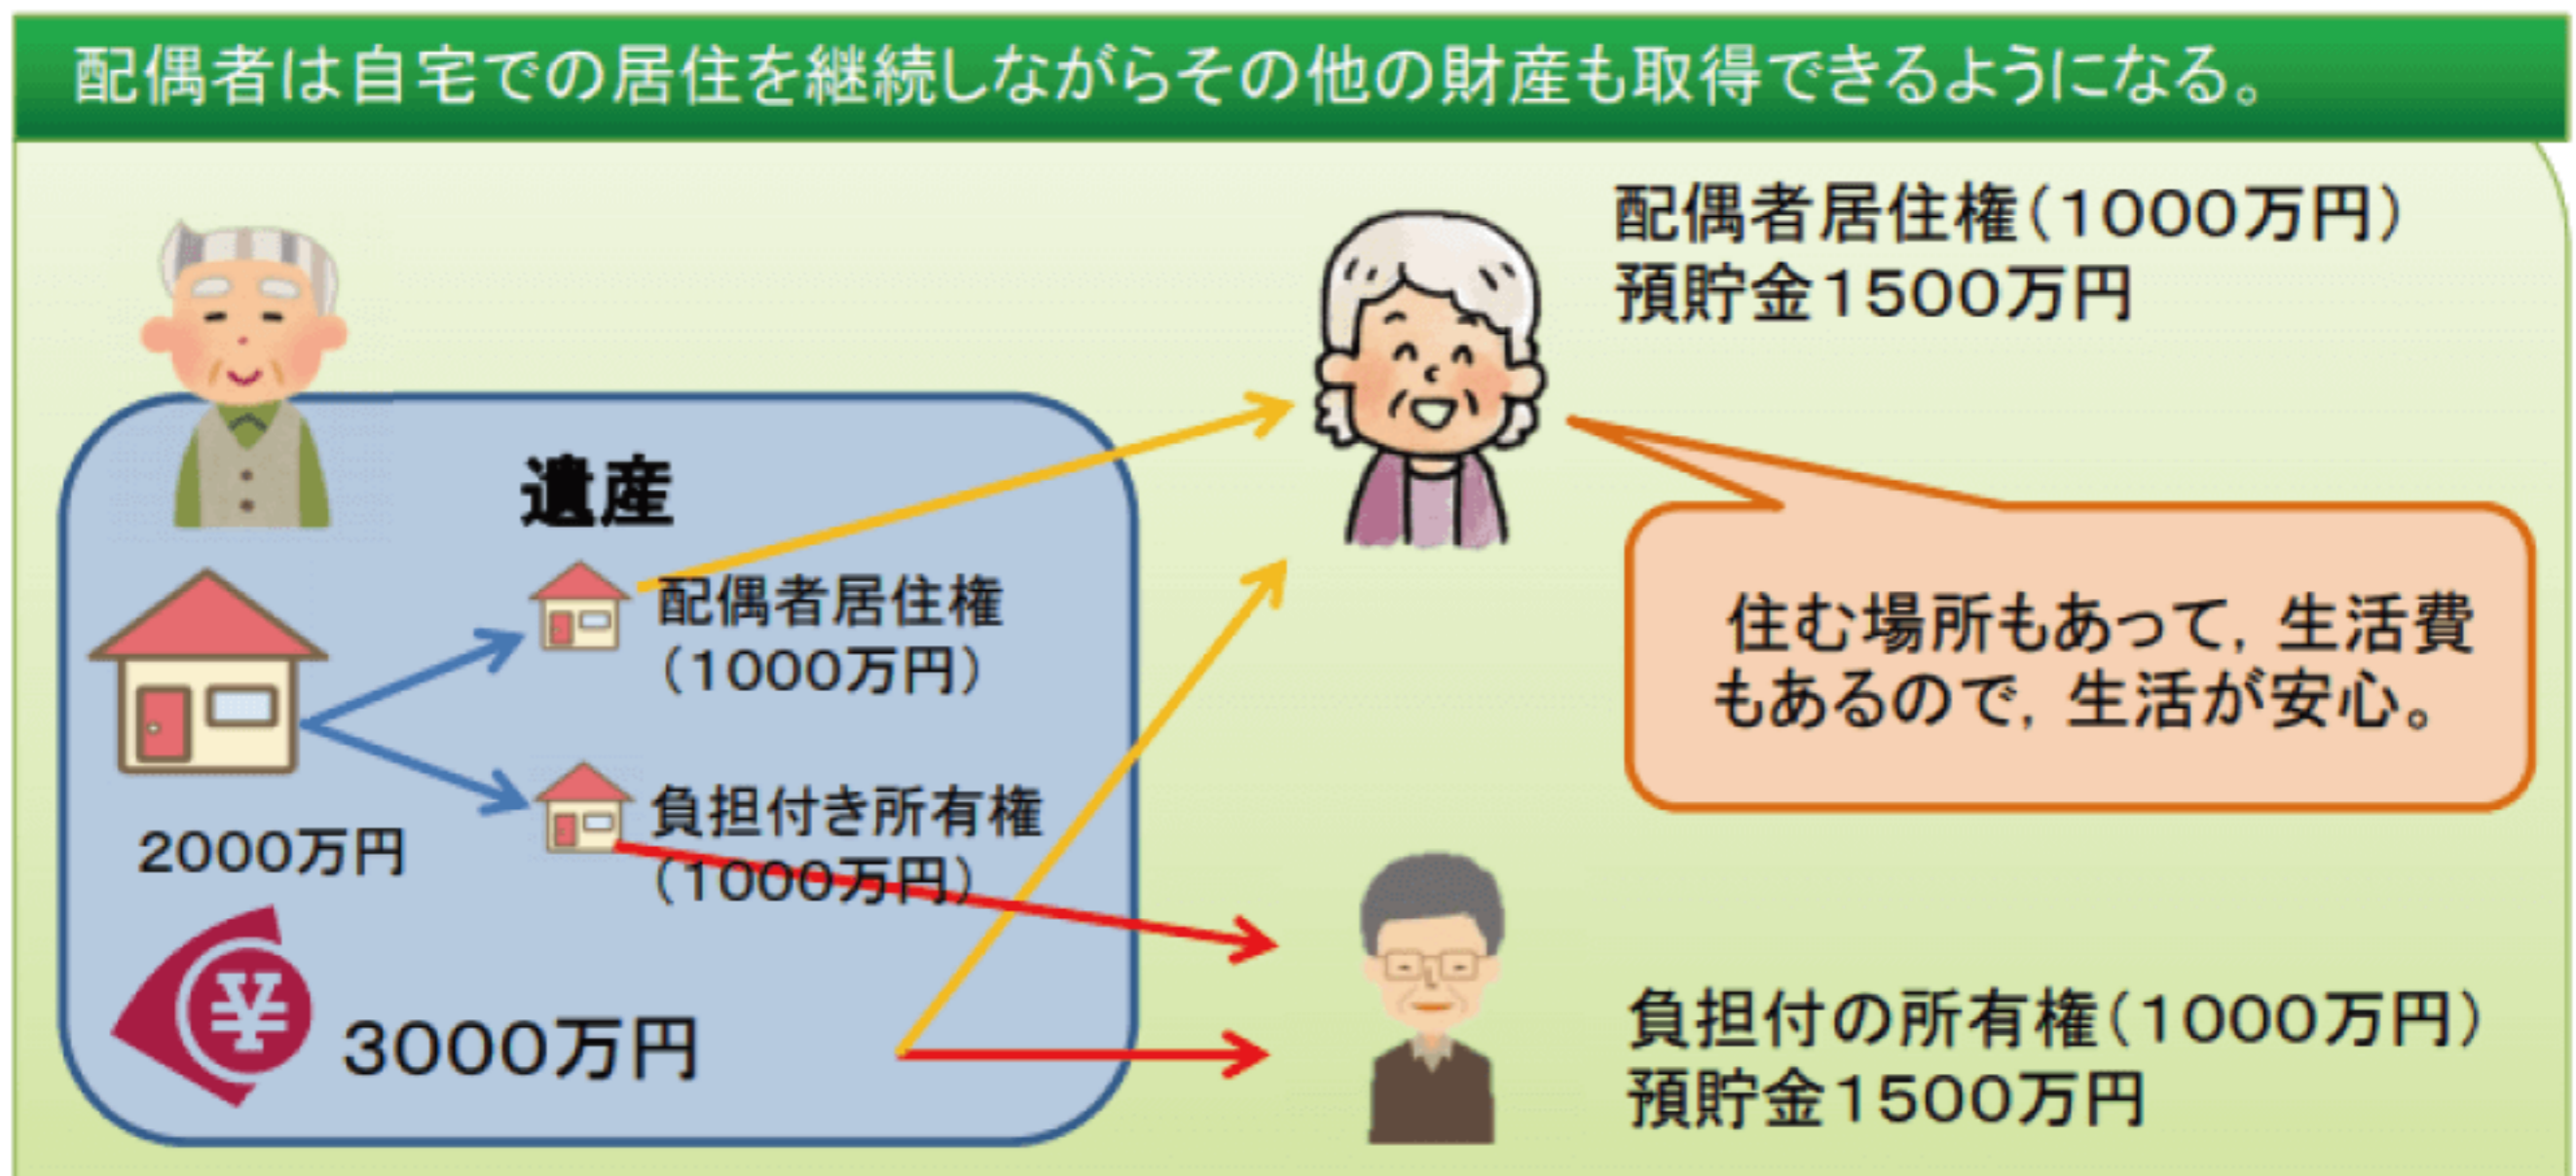 配偶者は自宅での居住を継続しながらその他の財産も取得できるようになる。
配偶者居住権(1000万円)
預貯金1500万円
遺産
配偶者居住権
(1000万円)
住む場所もあって, 生活費
もあるので, 生活が安心。
2000万円
負担付き所有権
(1000万円)
¥
3000万円
負担付の所有権(1000万円)
預貯金1500万円